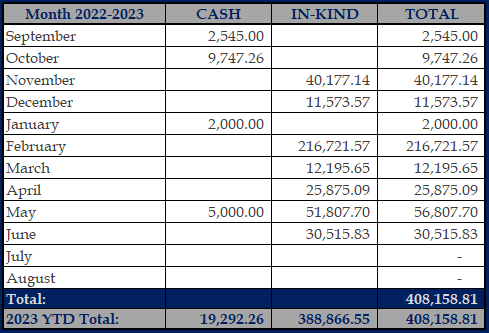 Month 2022-2023 CASH IN-KIND TOTAL
September 2,545.00 2,545.00
October 9,747.26 9,747.26
November 40,177.14 40,177.14
December 11,573.57 11,573.57
January 2,000.00 2,000.00
February 216,721.57 216,721.57
March 12,195.65 12,195.65
April 25,875.09 25,875.09
May 5,000.00 51,807.70 56,807.70
June 30,515.83 30,515.83
July -
August -
Total: 408,158.81
2023 YTD Total: 19,292.26 388,866.55 408,158.81